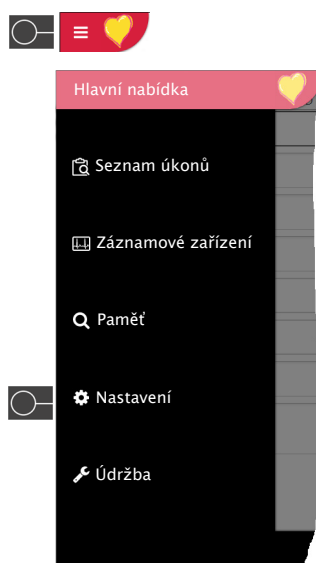 Hlavní nabídka
Seznam úkonů
Záznamové zařízení
Paměť
Nastavení
Údržba